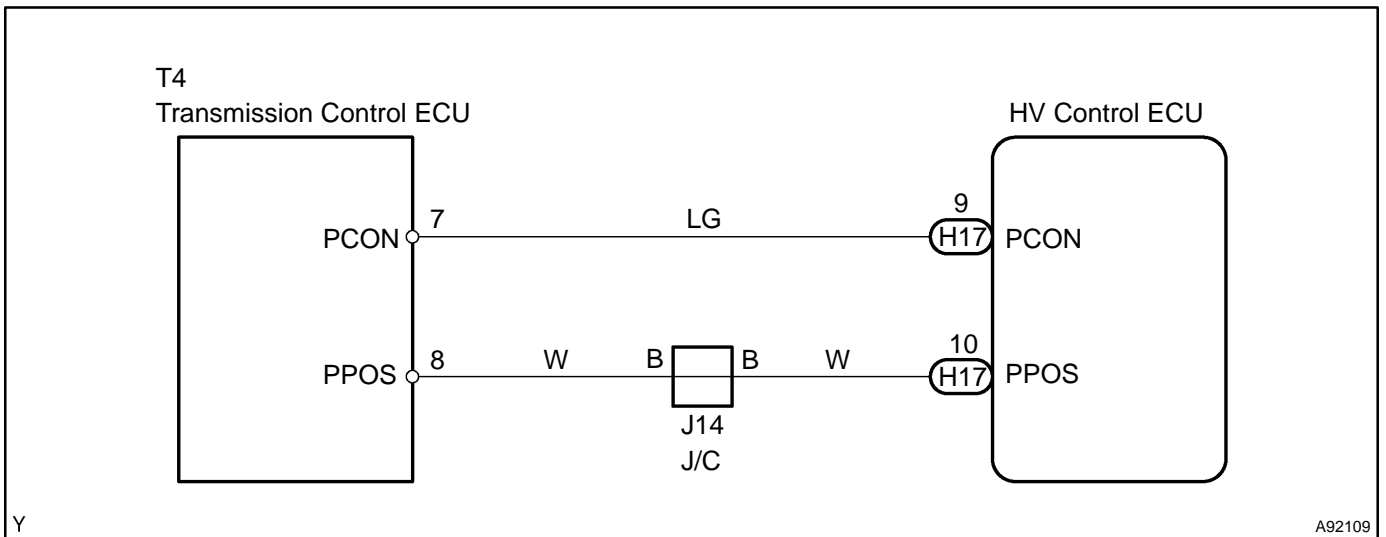 T4
Transmission Control ECU
HV Control ECU
PCON 7 LG 9 H17 PCON
PPOS 8 W B B W 10 H17 PPOS
J14
J/C
Y
A92109